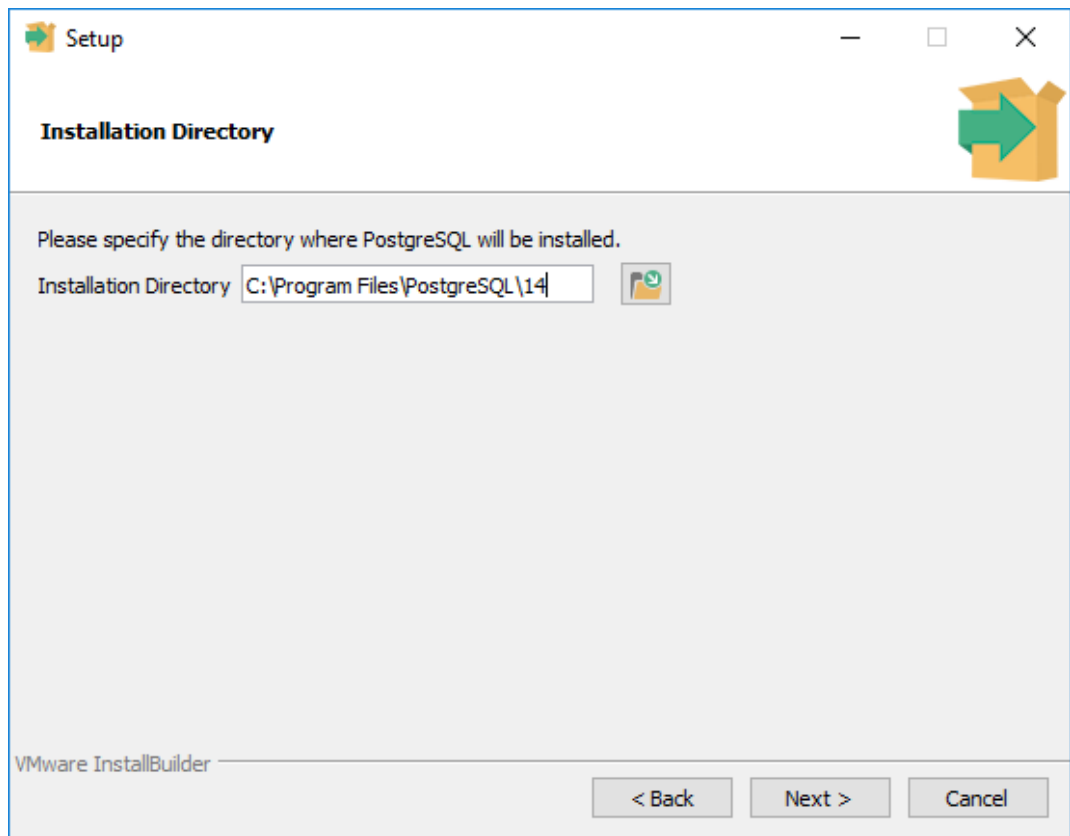 Setup
Installation Directory
Please specify the directory where PostgreSQL will be installed.
Installation Directory C:\Program Files\PostgreSQL\14
VMware InstallBuilder
< Back Next > Cancel